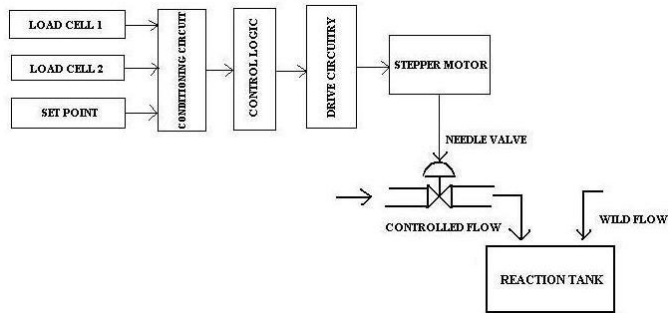 LOAD CELL 1
LOAD CELL 2
SET POINT
CONDITIONING CIRCUIT
CONTROL LOGIC
DRIVE CIRCUITRY
STEPPER MOTOR
NEEDLE VALVE
CONTROLLED FLOW
WILD FLOW
REACTION TANK